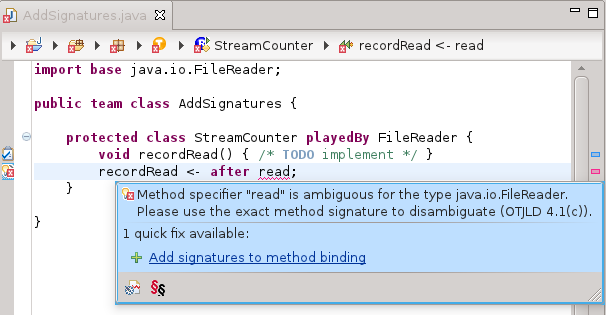 AddSignatures.java
StreamCounter recordRead <- read
import base java.io.FileReader;
public team class AddSignatures {
protected class StreamCounter playedBy FileReader {
void recordRead() { /* TODO implement */ }
recordRead <- after read;
}
}
Method specifier "read" is ambiguous for the type java.io.FileReader.
Please use the exact method signature to disambiguate (OTJLD 4.1(c)).
1 quick fix available:
Add signatures to method binding
§§